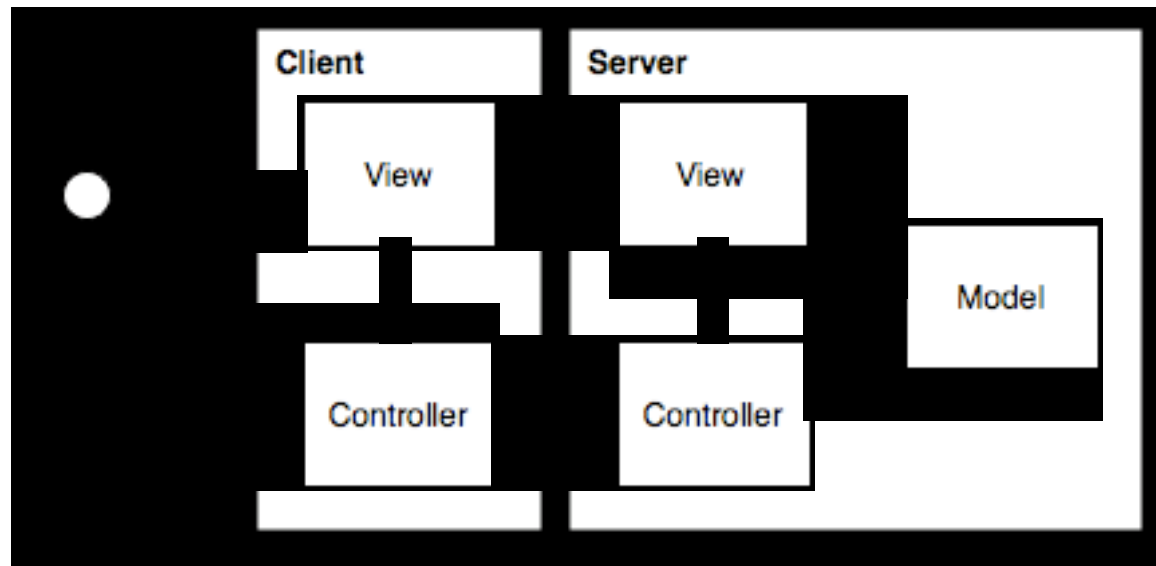 Client
Server
View
View
Model
Controller
Controller